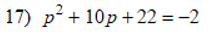 17) p² + 10p + 22 = −2